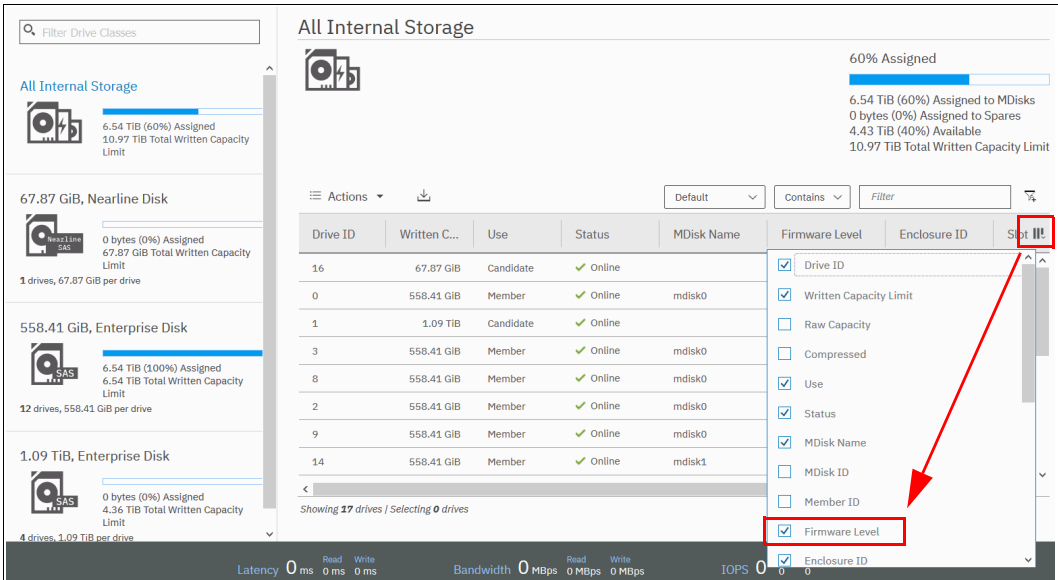 Filter Drive Classes
All Internal Storage
6.54 TiB (60%) Assigned
10.97 TiB Total Written Capacity
Limit
67.87 GiB, Nearline Disk
Nearline
SAS
0 bytes (0%) Assigned
67.87 GiB Total Written Capacity
Limit
1 drives, 67.87 GiB per drive
558.41 GiB, Enterprise Disk
SAS
6.54 TiB (100%) Assigned
6.54 TiB Total Written Capacity
Limit
12 drives, 558.41 GiB per drive
1.09 TiB, Enterprise Disk
SAS
0 bytes (0%) Assigned
4.36 TiB Total Written Capacity
Limit
4 drives, 1.09 TiB per drive
All Internal Storage
60% Assigned
6.54 TiB (60%) Assigned to MDisks
0 bytes (0%) Assigned to Spares
4.43 TiB (40%) Available
10.97 TiB Total Written Capacity Limit
Actions Default Contains Filter
Drive ID Written C... Use Status MDisk Name Firmware Level Enclosure ID Slot
16 67.87 GiB Candidate Online
0 558.41 GiB Member Online mdisk0
1 1.09 TiB Candidate Online
3 558.41 GiB Member Online mdisk0
8 558.41 GiB Member Online mdisk0
2 558.41 GiB Member Online mdisk0
9 558.41 GiB Member Online mdisk0
14 558.41 GiB Member Online mdisk1
Showing 17 drives | Selecting 0 drives
Drive ID
Written Capacity Limit
Raw Capacity
Compressed
Use
Status
MDisk Name
MDisk ID
Member ID
Firmware Level
Enclosure ID
Latency 0 ms Read 0 ms Write 0 ms
Bandwidth 0 MBps Read 0 MBps Write 0 MBps
IOPS 0 0 0